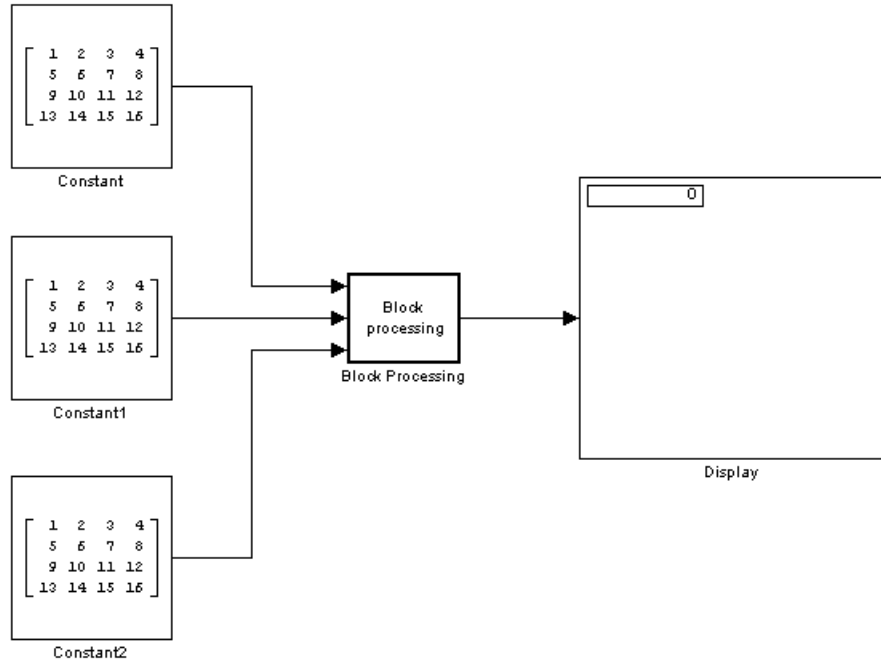 1 2 3 4
5 6 7 8
9 10 11 12
13 14 15 16
Constant
1 2 3 4
5 6 7 8
9 10 11 12
13 14 15 16
Constant1
1 2 3 4
5 6 7 8
9 10 11 12
13 14 15 16
Constant2
Block
processing
Block Processing
0
Display